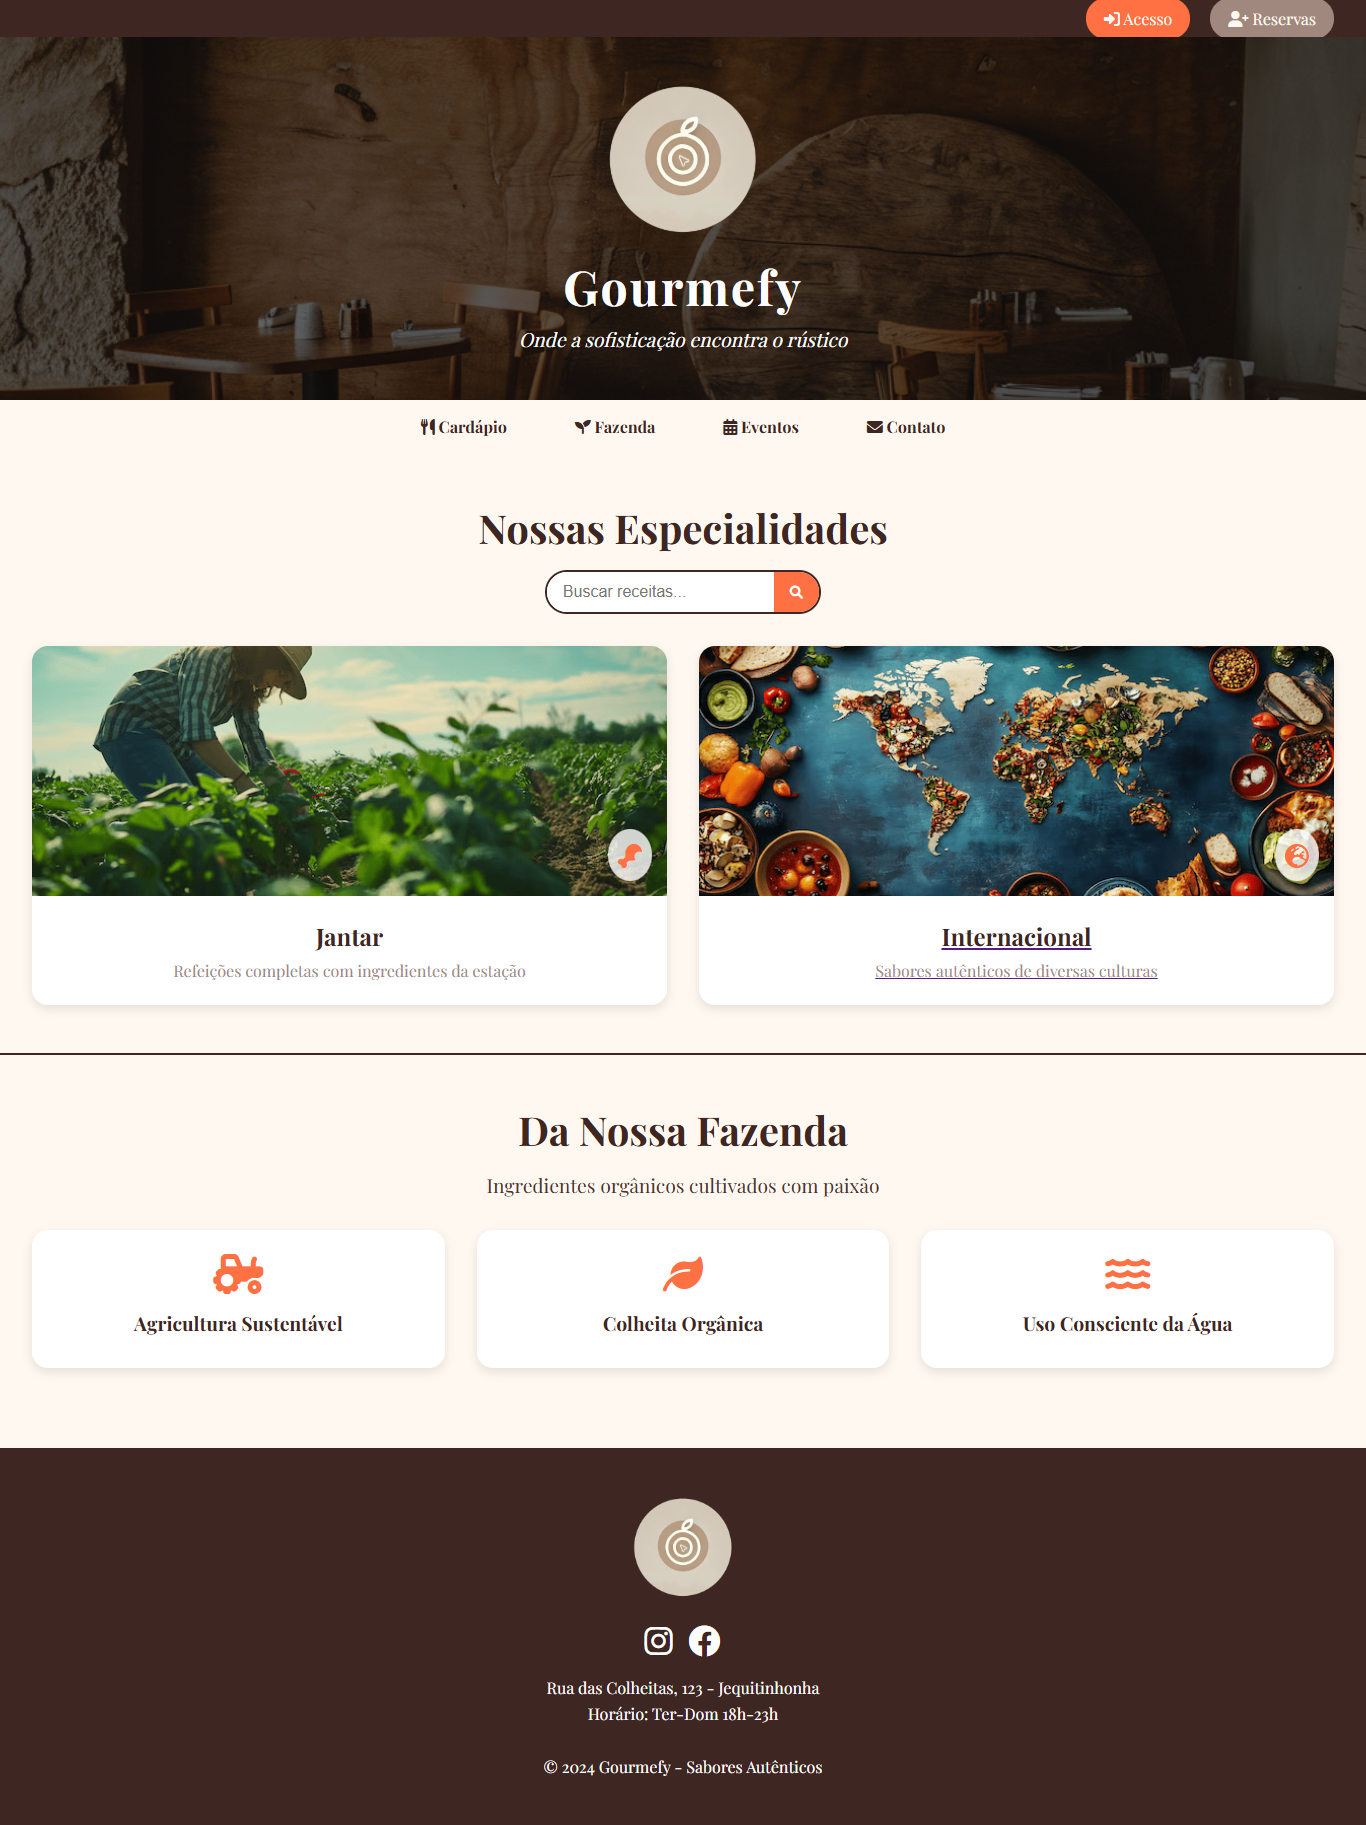 Acesso
Reservas
Gourmefy
Onde a sofisticação encontra o rústico
Cardápio
Fazenda
Eventos
Contato
Nossas Especialidades
Buscar receitas...
Jantar
Refeições completas com ingredientes da estação
Internacional
Sabores autênticos de diversas culturas
Da Nossa Fazenda
Ingredientes orgânicos cultivados com paixão
Agricultura Sustentável
Colheita Orgânica
Uso Consciente da Água
Rua das Colheitas, 123 - Jequitinhonha
Horário: Ter-Dom 18h-23h
© 2024 Gourmefy - Sabores Autênticos